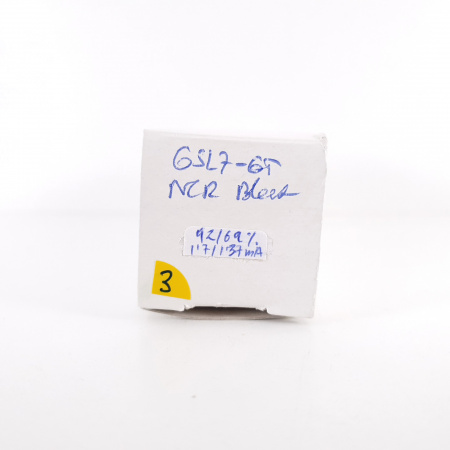 6SL7-GT
NCR Black
92/69%
1'7/1'37mA
3